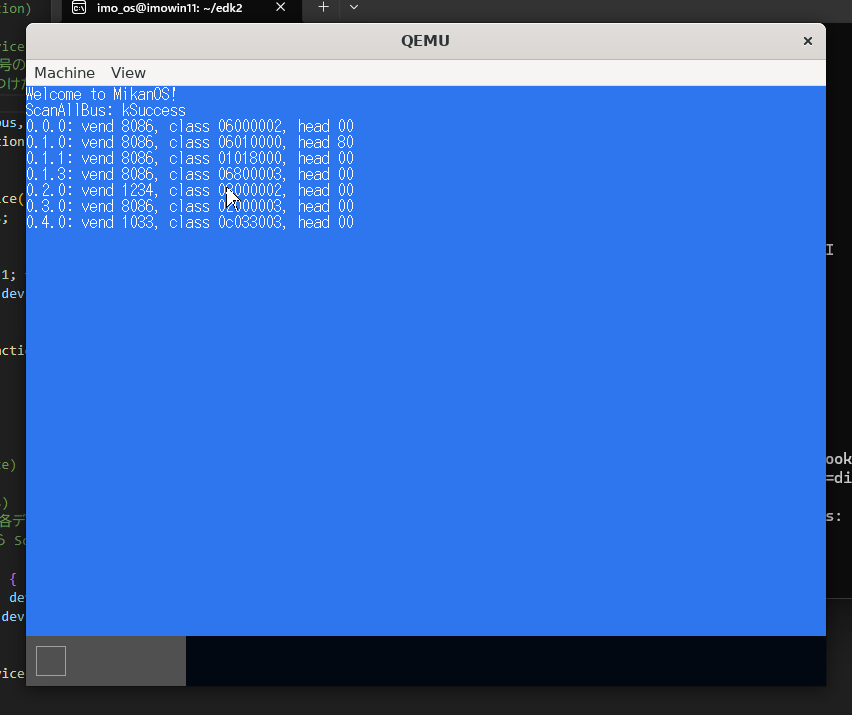 imo_os@imowin11: ~/edk2
QEMU
Machine View
Welcome to MikanOS!
ScanAllBus: kSuccess
0.0.0: vend 8086, class 06000002, head 00
0.1.0: vend 8086, class 06010000, head 80
0.1.1: vend 8086, class 01018000, head 00
0.1.3: vend 8086, class 06800003, head 00
0.2.0: vend 1234, class 03000002, head 00
0.3.0: vend 8086, class 02000003, head 00
0.4.0: vend 1033, class 0c033003, head 00